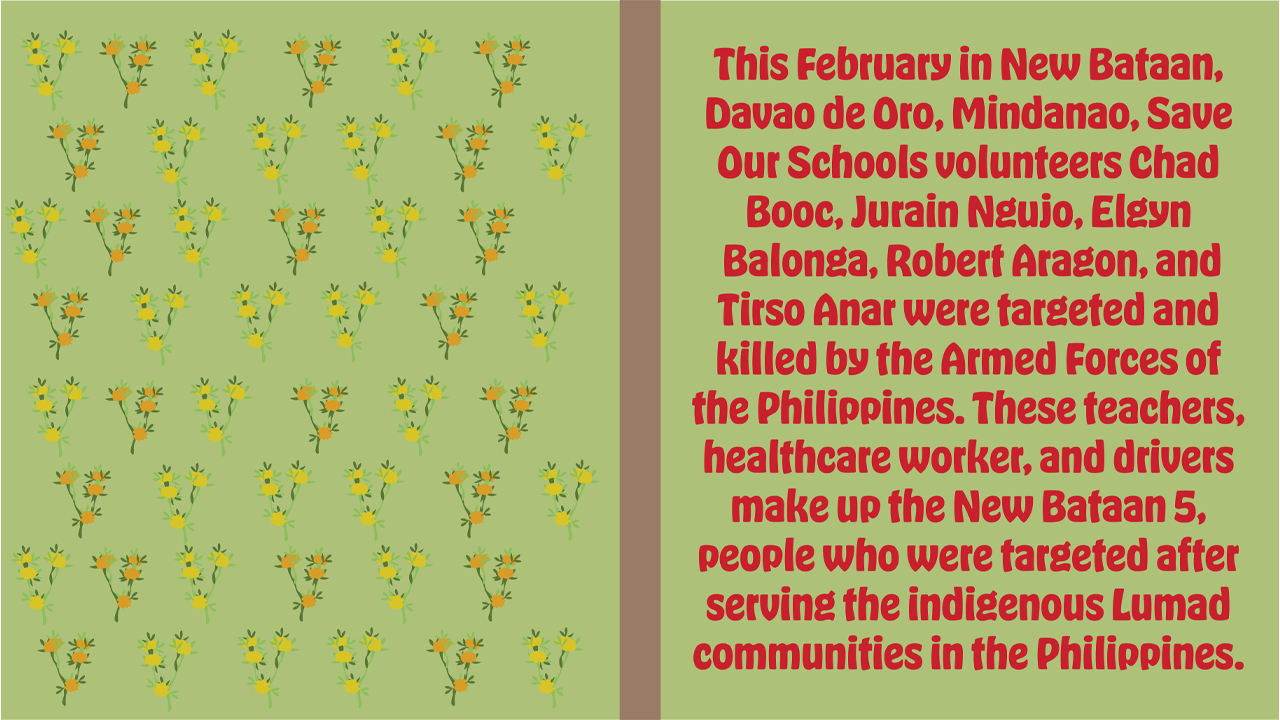 This February in New Bataan,
Davao de Oro, Mindanao, Save
Our Schools volunteers Chad
Booc, Jurain Ngujo, Elgyn
Balonga, Robert Aragon, and
Tirso Anar were targeted and
killed by the Armed Forces of
the Philippines. These teachers,
healthcare worker, and drivers
make up the New Bataan 5,
people who were targeted after
serving the indigenous Lumad
communities in the Philippines.